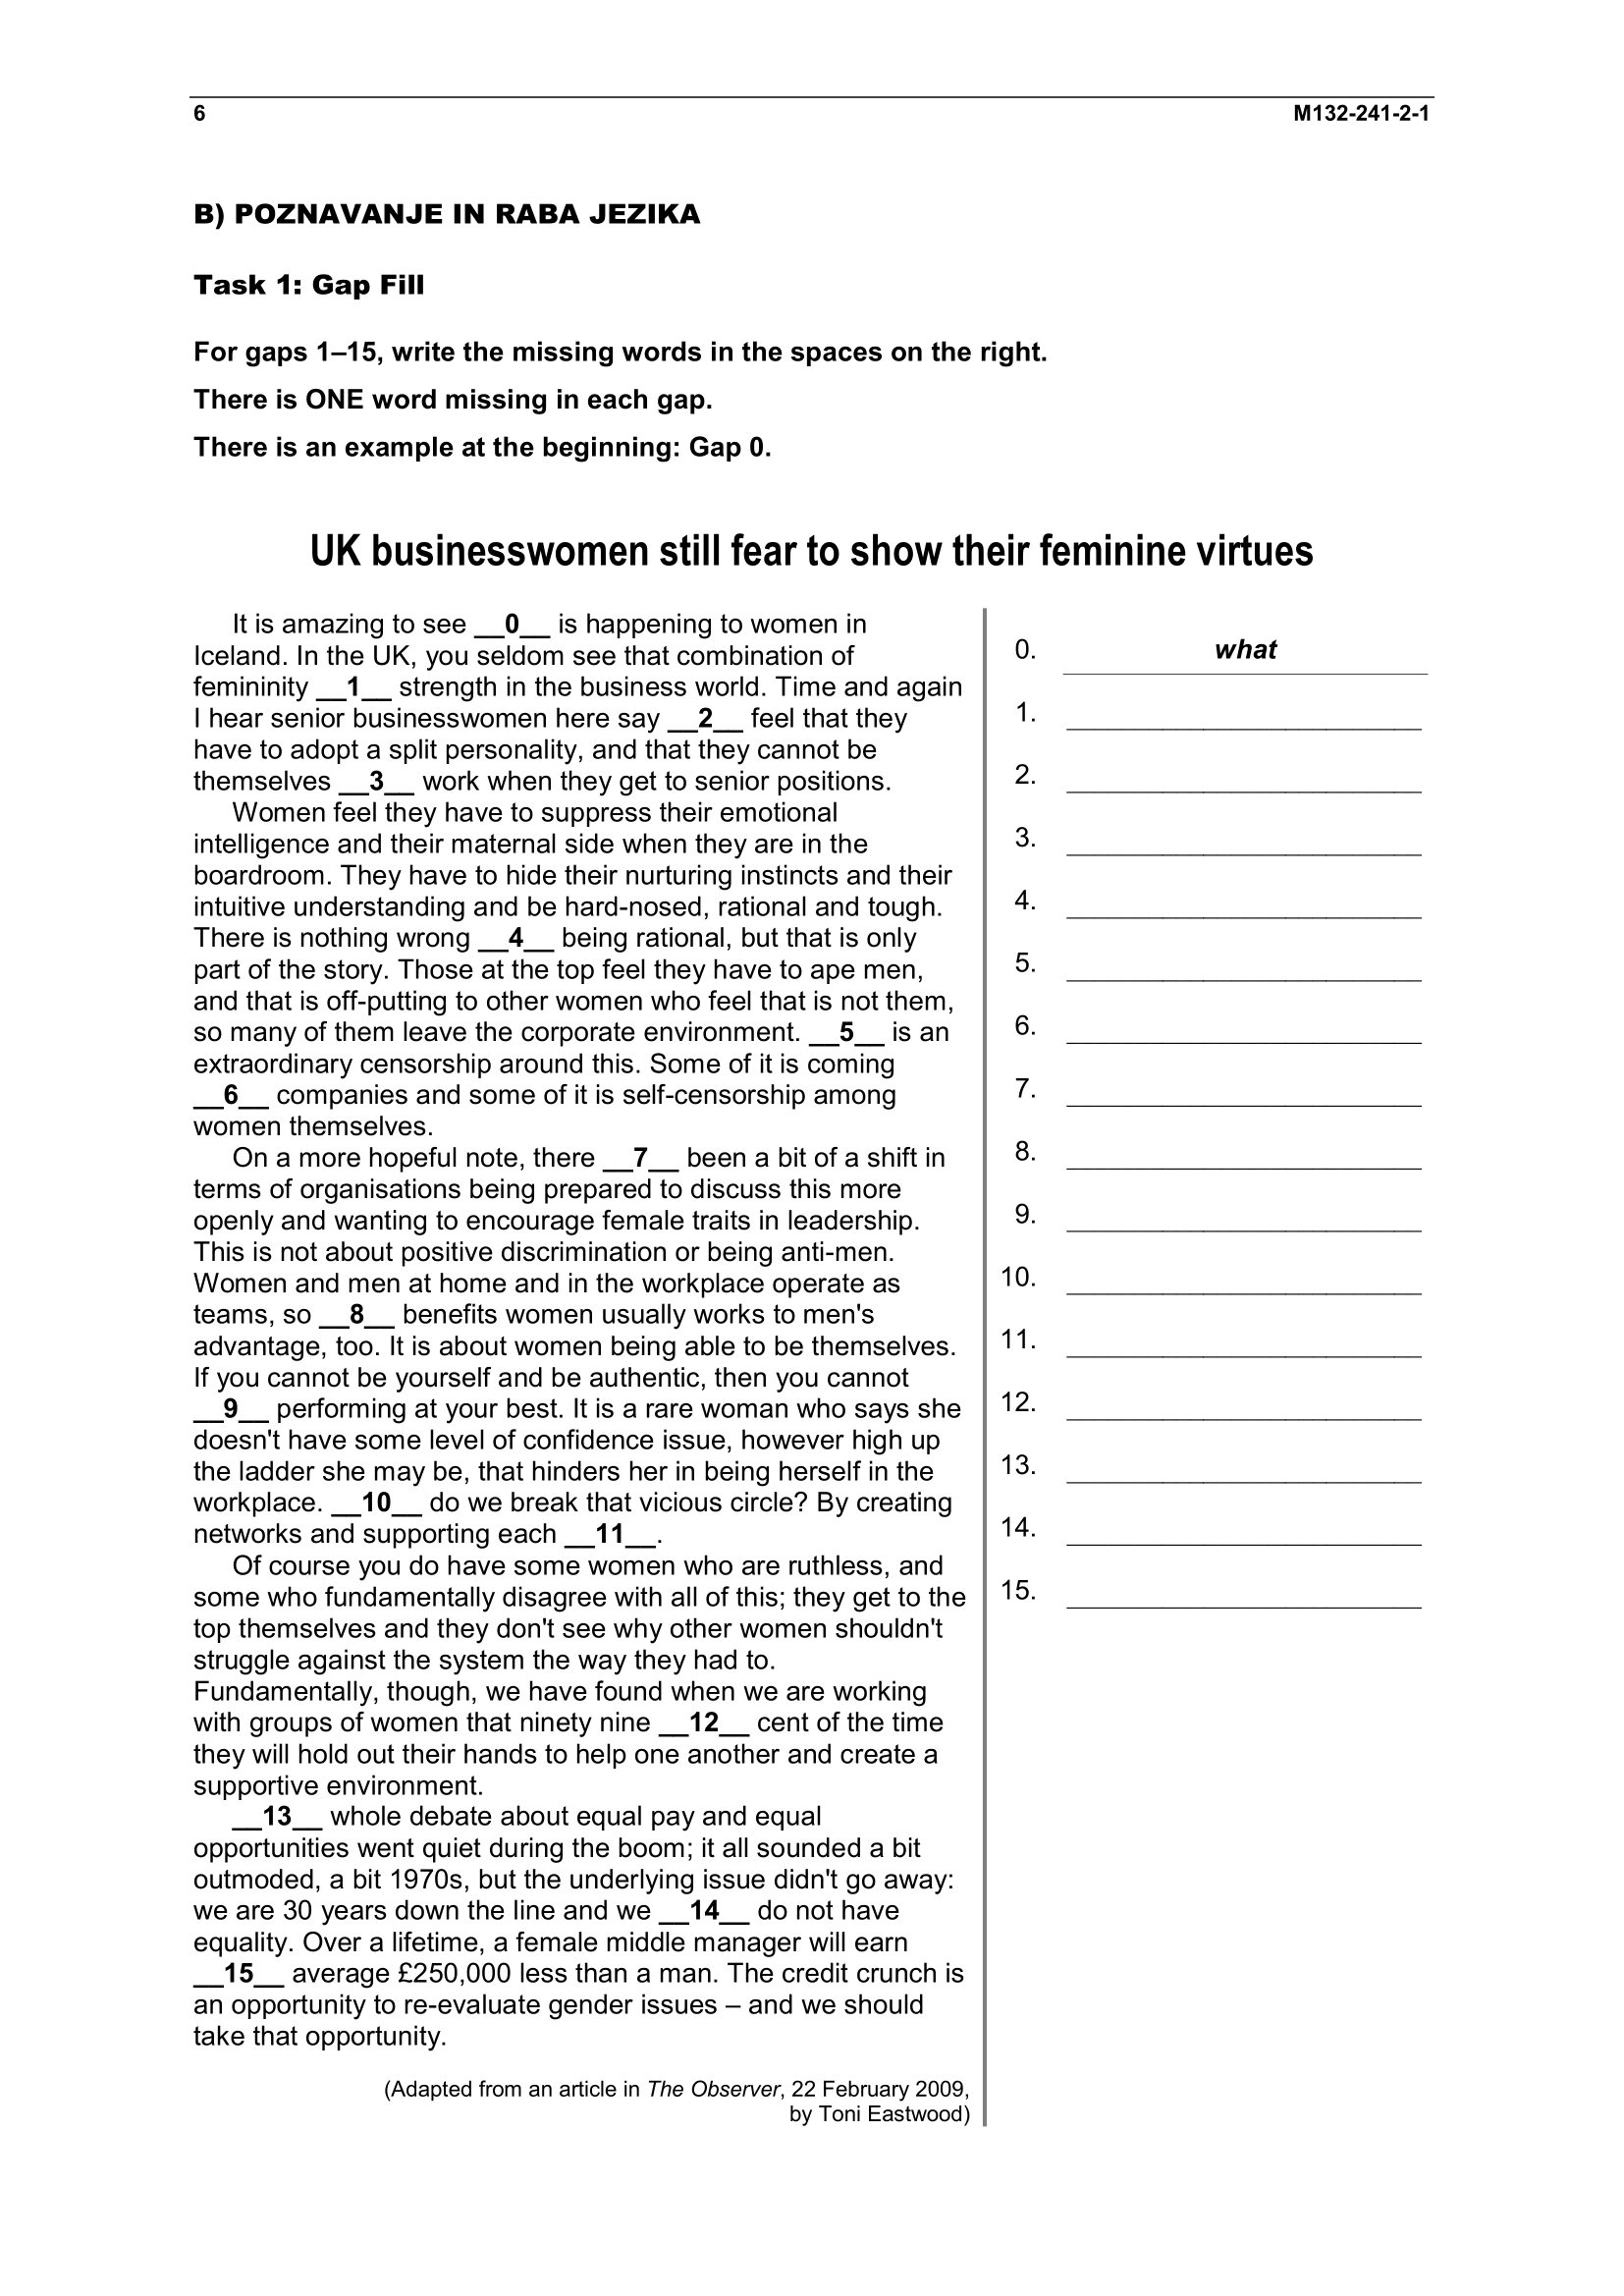 6 M132-241-2-1
B) POZNAVANJE IN RABA JEZIKA
Task 1: Gap Fill
For gaps 1–15, write the missing words in the spaces on the right.
There is ONE word missing in each gap.
There is an example at the beginning: Gap 0.
UK businesswomen still fear to show their feminine virtues
It is amazing to see __0__ is happening to women in
Iceland. In the UK, you seldom see that combination of
femininity __1__ strength in the business world. Time and again
I hear senior businesswomen here say __2__ feel that they
have to adopt a split personality, and that they cannot be
themselves __3__ work when they get to senior positions.
Women feel they have to suppress their emotional
intelligence and their maternal side when they are in the
boardroom. They have to hide their nurturing instincts and their
intuitive understanding and be hard-nosed, rational and tough.
There is nothing wrong __4__ being rational, but that is only
part of the story. Those at the top feel they have to ape men,
and that is off-putting to other women who feel that is not them,
so many of them leave the corporate environment. __5__ is an
extraordinary censorship around this. Some of it is coming
__6__ companies and some of it is self-censorship among
women themselves.
On a more hopeful note, there __7__ been a bit of a shift in
terms of organisations being prepared to discuss this more
openly and wanting to encourage female traits in leadership.
This is not about positive discrimination or being anti-men.
Women and men at home and in the workplace operate as
teams, so __8__ benefits women usually works to men's
advantage, too. It is about women being able to be themselves.
If you cannot be yourself and be authentic, then you cannot
__9__ performing at your best. It is a rare woman who says she
doesn't have some level of confidence issue, however high up
the ladder she may be, that hinders her in being herself in the
workplace. __10__ do we break that vicious circle? By creating
networks and supporting each __11__.
Of course you do have some women who are ruthless, and
some who fundamentally disagree with all of this; they get to the
top themselves and they don't see why other women shouldn't
struggle against the system the way they had to.
Fundamentally, though, we have found when we are working
with groups of women that ninety nine __12__ cent of the time
they will hold out their hands to help one another and create a
supportive environment.
__13__ whole debate about equal pay and equal
opportunities went quiet during the boom; it all sounded a bit
outmoded, a bit 1970s, but the underlying issue didn't go away:
we are 30 years down the line and we __14__ do not have
equality. Over a lifetime, a female middle manager will earn
__15__ average £250,000 less than a man. The credit crunch is
an opportunity to re-evaluate gender issues – and we should
take that opportunity.
(Adapted from an article in The Observer, 22 February 2009,
by Toni Eastwood)
0. what
1.
2.
3.
4.
5.
6.
7.
8.
9.
10.
11.
12.
13.
14.
15.